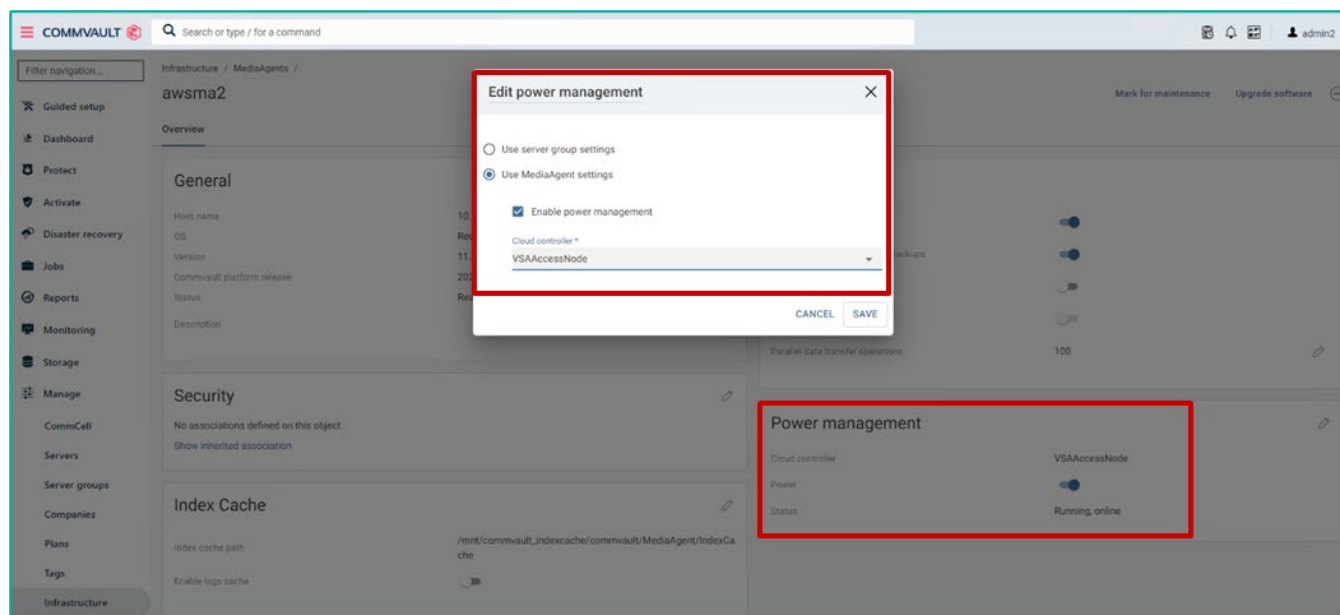 COMMVAULT
Search or type / for a command
admin2
Filter navigation...
Guided setup
Dashboard
Protect
Activate
Disaster recovery
Jobs
Reports
Monitoring
Storage
Manage
CommCell
Servers
Server groups
Companies
Plans
Tags
Infrastructure
Infrastructure / MediaAgents /
awsma2
Mark for maintenance
Upgrade software
Overview
General
Host name
10.
OS
Version
11.
Commvault platform release
202
Status
Description
Edit power management
Use server group settings
Use MediaAgent settings
Enable power management
Cloud controller *
VSAAccessNode
CANCEL
SAVE
Parallel data transfer operations
100
Security
No associations defined on this object
Show inherited association
Index Cache
Index cache path
/mnt/commvault_indexcache/commvault/MediaAgent/IndexCa
che
Enable logs cache
Power management
Cloud controller
VSAAccessNode
Power
Status
Running, online